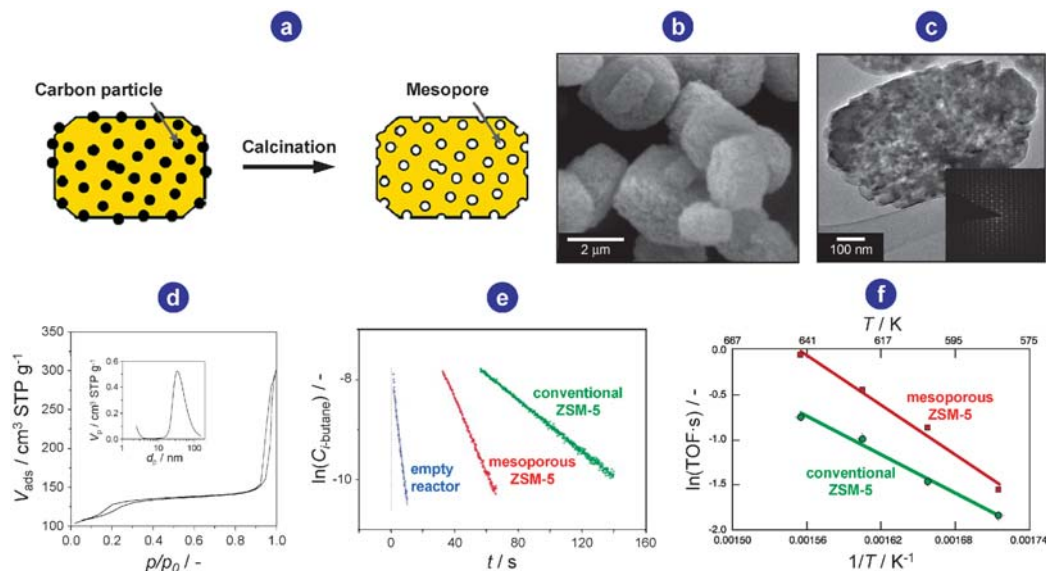 a
b
c
Carbon particle
Mesopore
Calcination
2 μm
100 nm
d
e
f
350
300
250
200
150
100
V_ads / cm³ STP g⁻¹
0.0
0.2
0.4
0.6
0.8
1.0
p/p₀ / -
0.6
0.4
0.2
0.0
V_p / cm³ STP g⁻¹
1
10
100
d_p / nm
-8
-10
ln(C_i-butane) / -
0
40
80
120
160
t / s
conventional
ZSM-5
empty
reactor
mesoporous
ZSM-5
T / K
667
641
617
595
575
0.0
-0.5
-1.0
-1.5
-2.0
ln(TOF·s) / -
mesoporous
ZSM-5
conventional
ZSM-5
0.00150
0.00156
0.00162
0.00168
0.00174
1/T / K⁻¹